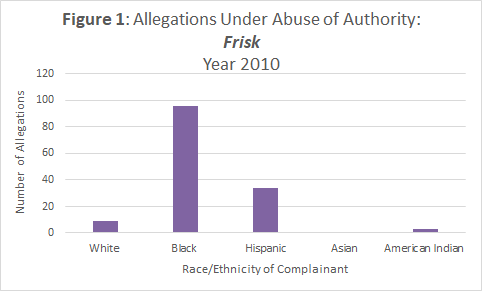 Figure 1: Allegations Under Abuse of Authority:
Frisk
Year 2010
120
100
80
60
40
20
0
Number of Allegations
White Black Hispanic Asian American Indian
Race/Ethnicity of Complainant